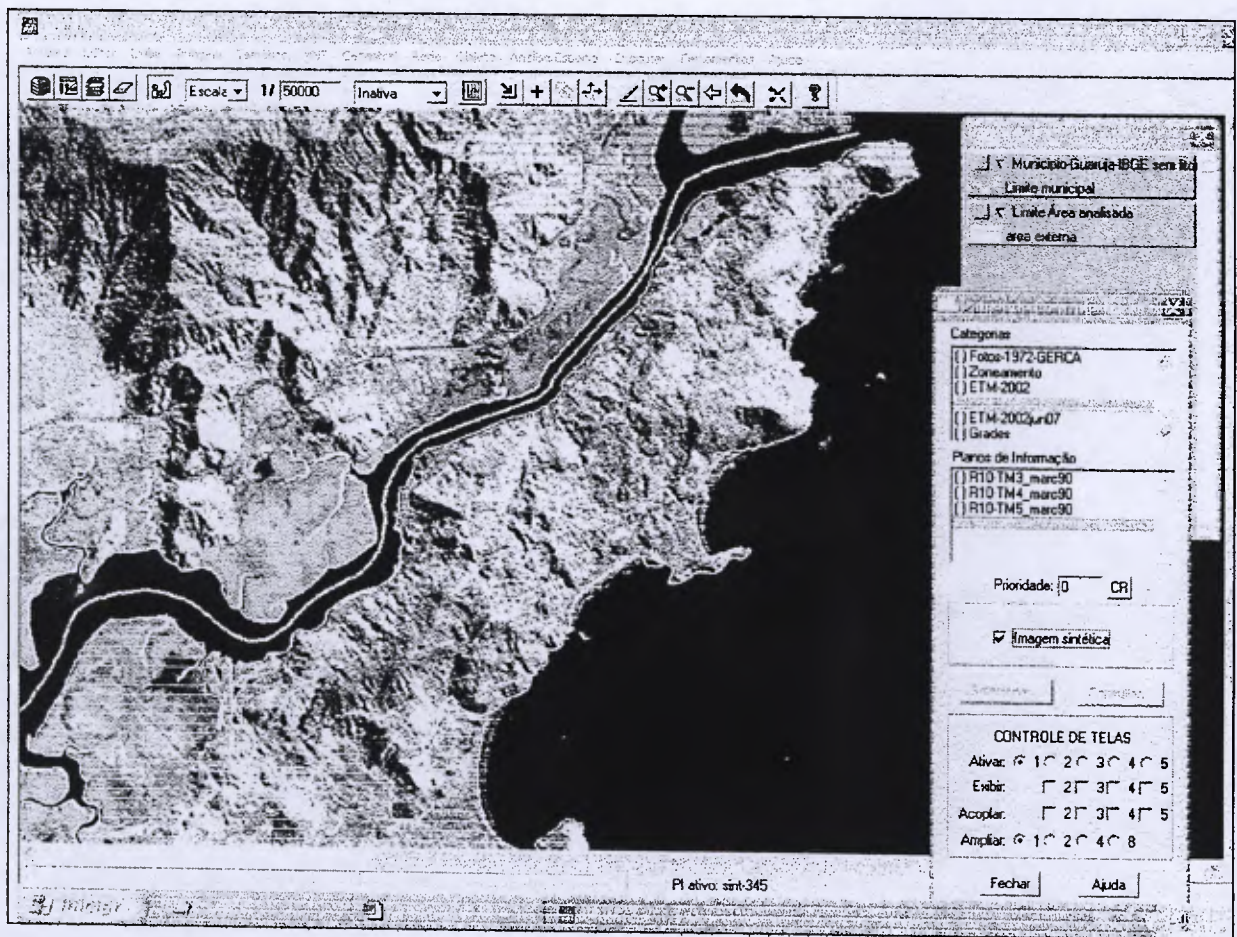 Escala 1/ 50000 Inativa
Municipio-Guaruja-IBGE sem lito
Limite municipal
Limite Área analisada
area externa
Categorias
( ) Fotos-1972-GERCA
( ) Zoneamento
( ) ETM-2002
( ) ETM-2002jun07
( ) Grades
Planos de Informação
( ) R10-TM3_marc90
( ) R10-TM4_marc90
( ) R10-TM5_marc90
Prioridade: 0 CR
Imagem sintética
CONTROLE DE TELAS
Ativar: 1 2 3 4 5
Exibir: 2 3 4 5
Acoplar: 2 3 4 5
Ampliar: 1 2 4 8
Fechar Ajuda
PI ativo: sint-345